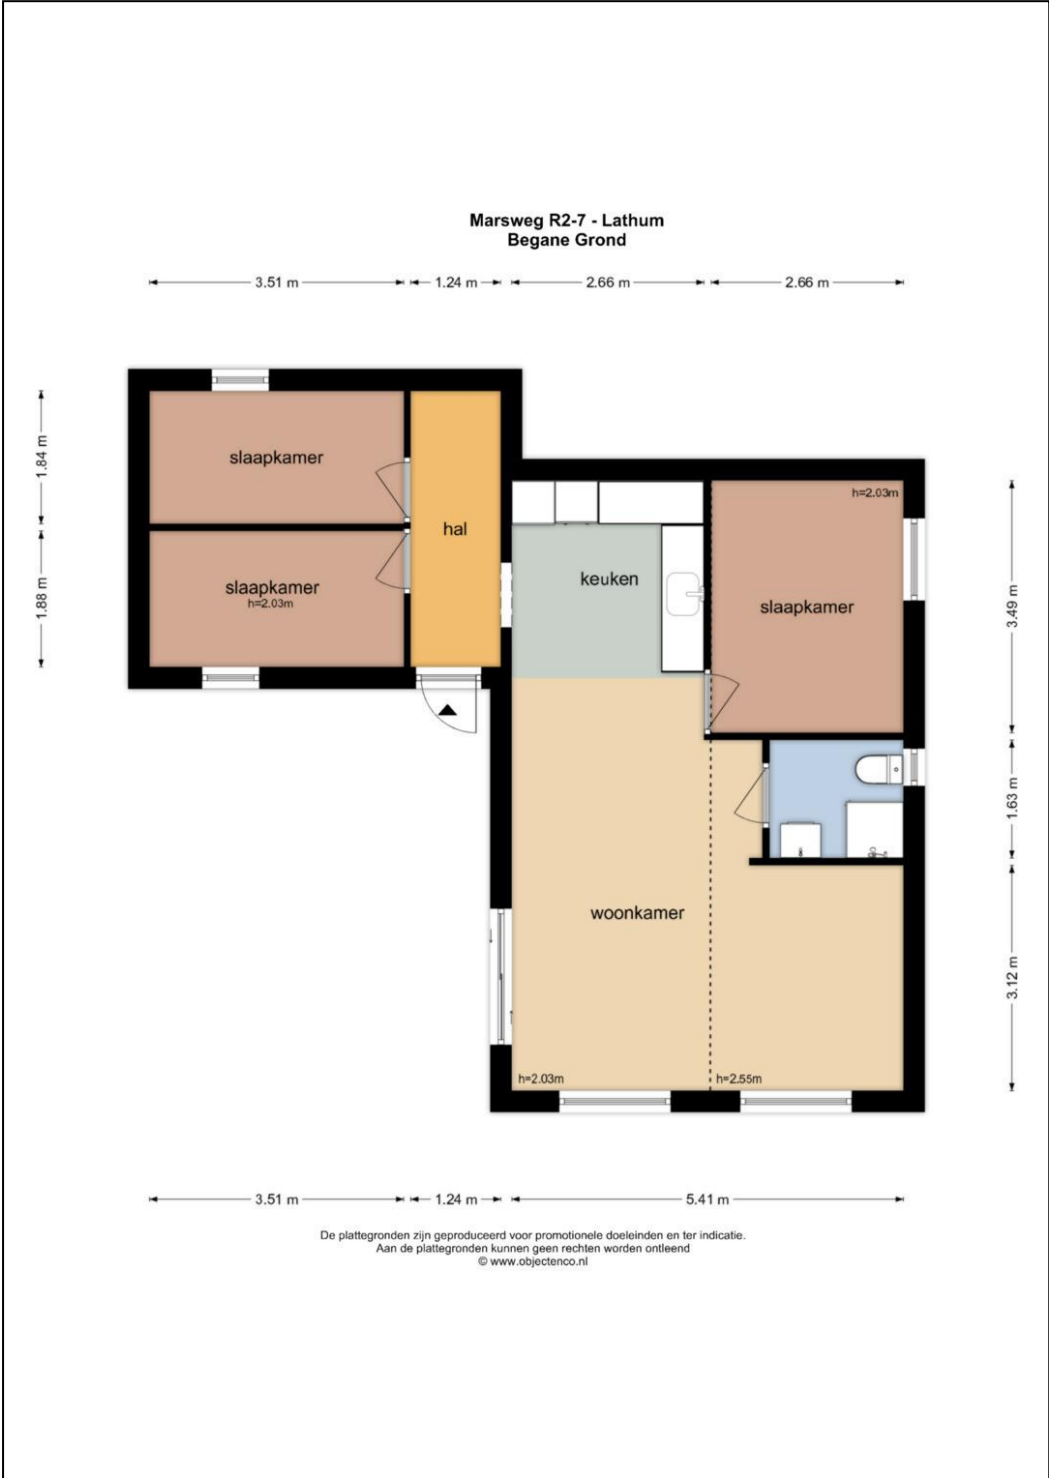 Marsweg R2-7 - Lathum
Begane Grond
3.51 m
1.24 m
2.66 m
2.66 m
1.84 m
1.88 m
slaapkamer
slaapkamer
h=2.03m
hal
keuken
h=2.03m
slaapkamer
3.49 m
1.63 m
3.12 m
woonkamer
h=2.03m
h=2.55m
3.51 m
1.24 m
5.41 m
De plattegronden zijn geproduceerd voor promotionele doeleinden en ter indicatie.
Aan de plattegronden kunnen geen rechten worden ontleend
© www.objectenco.nl